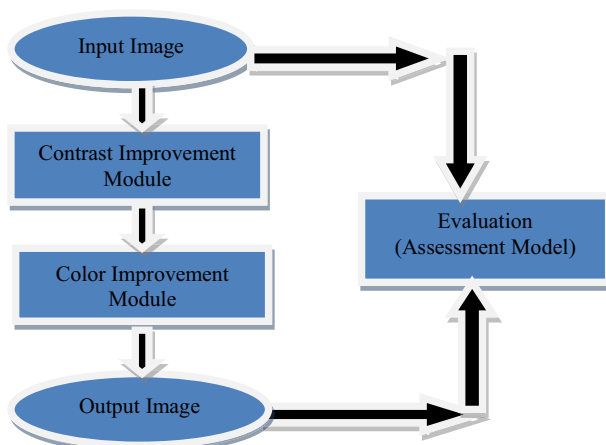 Input Image
Contrast Improvement
Module
Color Improvement
Module
Output Image
Evaluation
(Assessment Model)